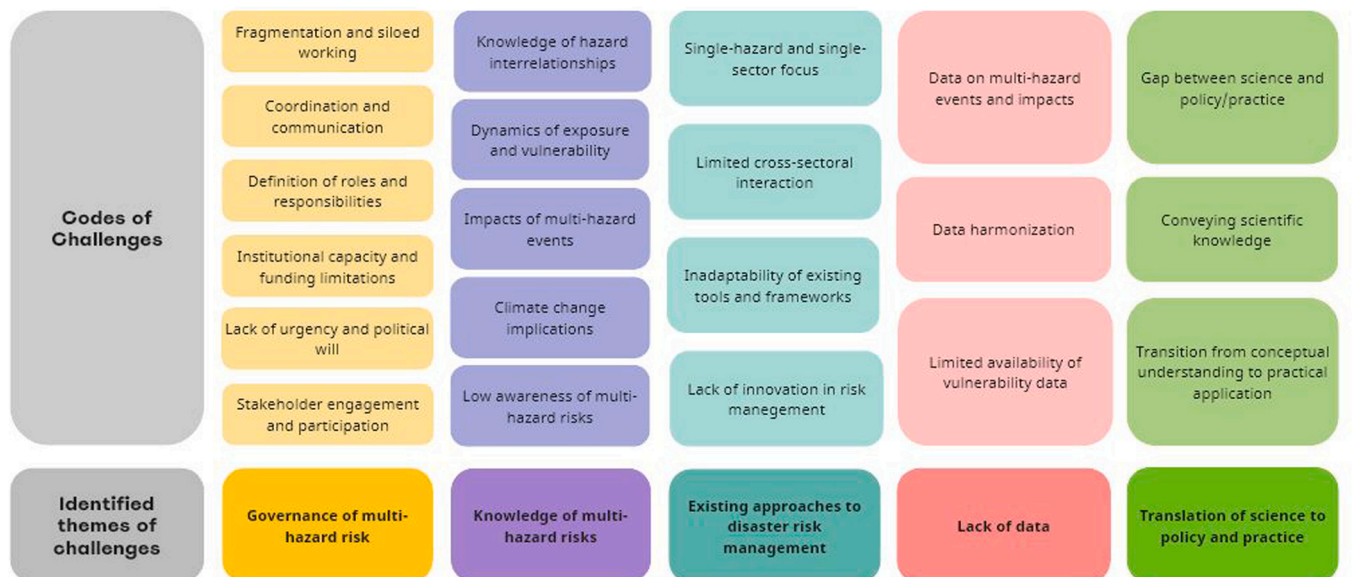 Codes of
Challenges
Fragmentation and siloed
working
Coordination and
communication
Definition of roles and
responsibilities
Institutional capacity and
funding limitations
Lack of urgency and political
will
Stakeholder engagement
and participation
Knowledge of hazard
interrelationships
Dynamics of exposure
and vulnerability
Impacts of multi-hazard
events
Climate change
implications
Low awareness of multi-
hazard risks
Single-hazard and single-
sector focus
Limited cross-sectoral
interaction
Inadaptability of existing
tools and frameworks
Lack of innovation in risk
manegement
Data on multi-hazard
events and impacts
Data harmonization
Limited availability of
vulnerability data
Gap between science and
policy/practice
Conveying scientific
knowledge
Transition from conceptual
understanding to practical
application
Identified
themes of
challenges
Governance of multi-
hazard risk
Knowledge of multi-
hazard risks
Existing approaches to
disaster risk
management
Lack of data
Translation of science to
policy and practice